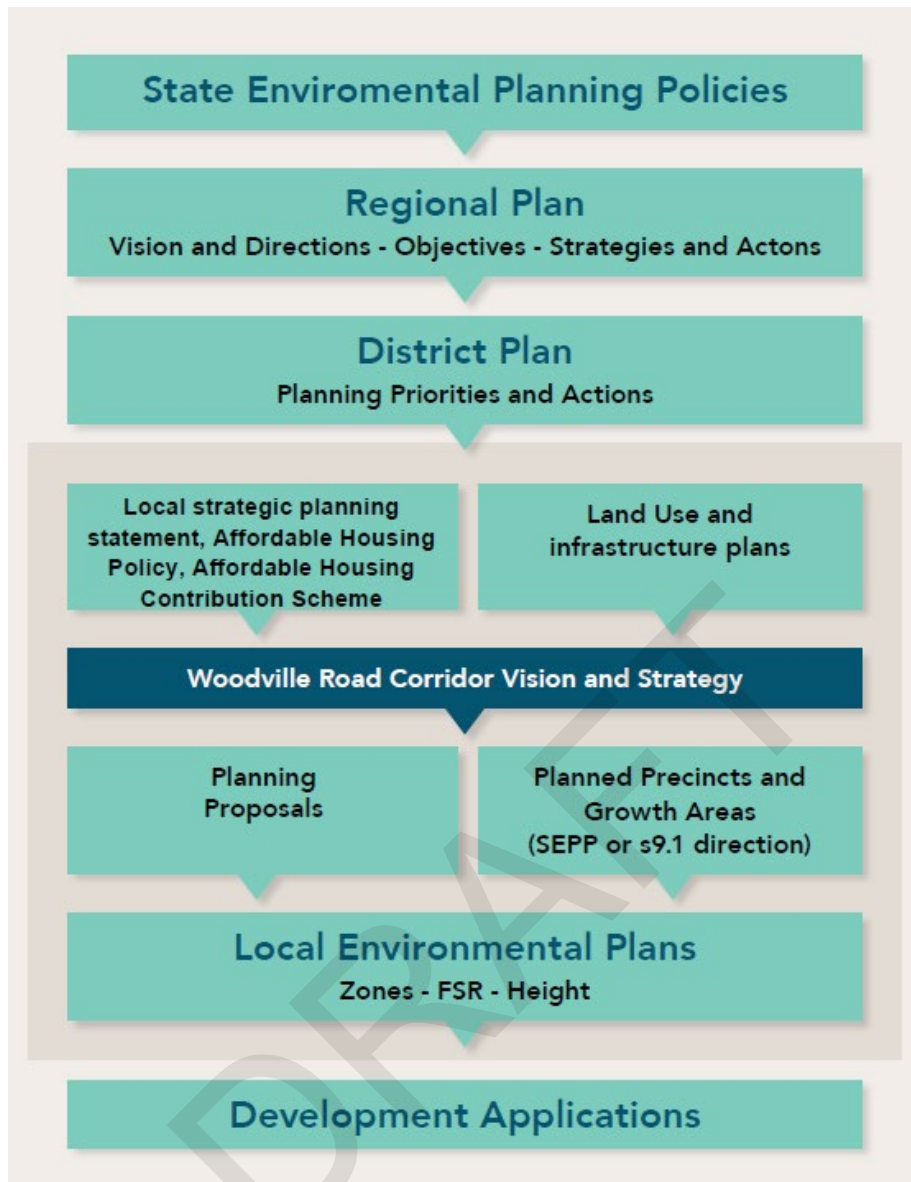 State Enviromental Planning Policies
Regional Plan
Vision and Directions - Objectives - Strategies and Actons
District Plan
Planning Priorities and Actions
Local strategic planning
statement, Affordable Housing
Policy, Affordable Housing
Contribution Scheme
Land Use and
infrastructure plans
Woodville Road Corridor Vision and Strategy
Planning
Proposals
Planned Precincts and
Growth Areas
(SEPP or s9.1 direction)
Local Environmental Plans
Zones - FSR - Height
Development Applications
DRAFT